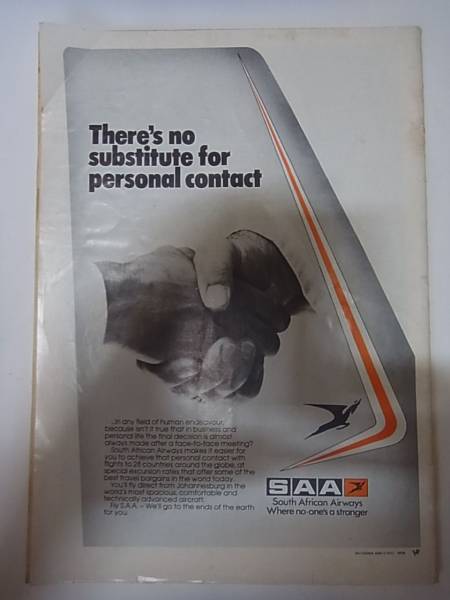 There's no
substitute for
personal contact
...in any field of human endeavour,
because isn't it true that in business and
personal life the final decision is almost
always made after a face-to-face meeting?
South African Airways makes it easier for
you to achieve that personal contact with
flights to 28 countries around the globe, at
special excursion rates that offer some of the
best travel bargains in the world today.
You'll fly direct from Johannesburg in the
world's most spacious, comfortable and
technically advanced aircraft.
Fly S.A.A. – We'll go to the ends of the earth
for you.
SAA
South African Airways
Where no-one's a stranger